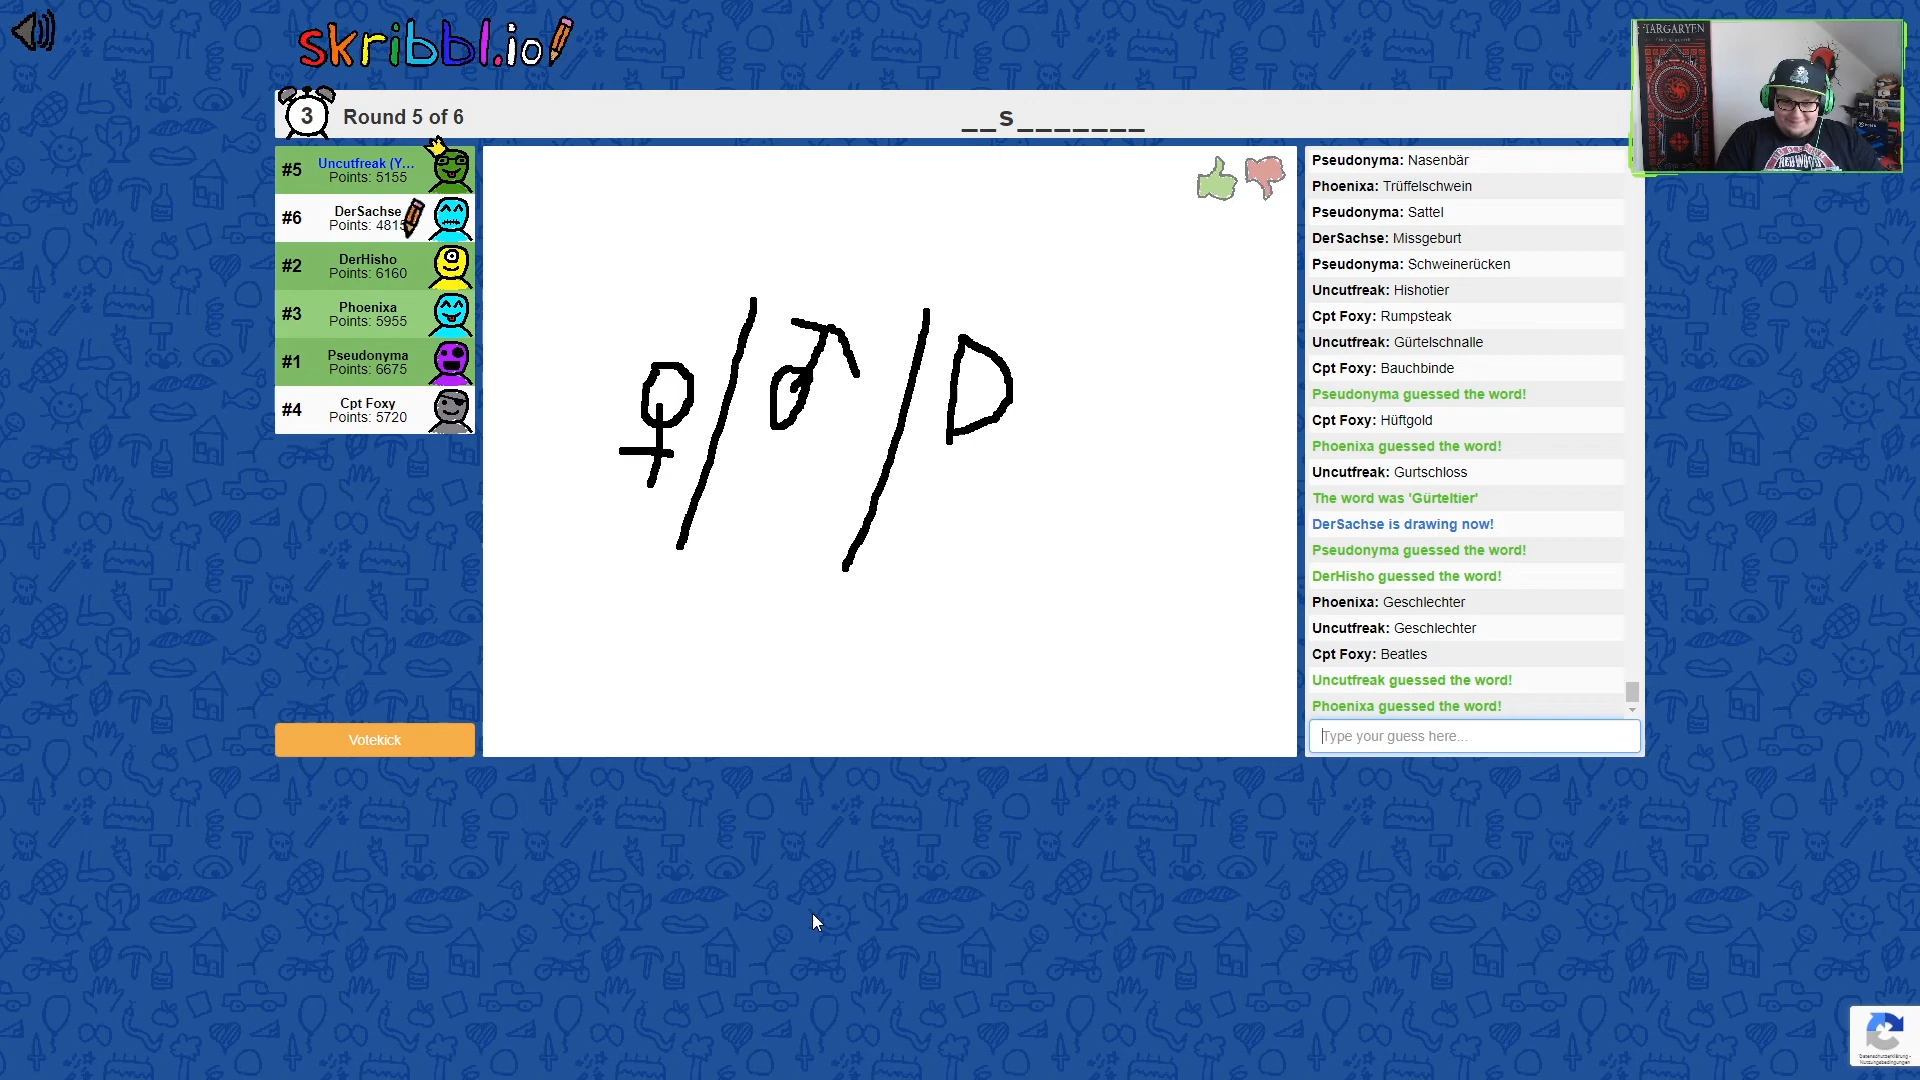 TARGARYEN
skribbl.io
3
Round 5 of 6
__s_______
#5
Uncutfreak (Y...
Points: 5155
#6
DerSachse
Points: 4815
#2
DerHisho
Points: 6160
#3
Phoenixa
Points: 5955
#1
Pseudonyma
Points: 6675
#4
Cpt Foxy
Points: 5720
Votekick
♀/♂/D
Pseudonyma: Nasenbär
Phoenixa: Trüffelschwein
Pseudonyma: Sattel
DerSachse: Missgeburt
Pseudonyma: Schweinerücken
Uncutfreak: Hishotier
Cpt Foxy: Rumpsteak
Uncutfreak: Gürtelschnalle
Cpt Foxy: Bauchbinde
Pseudonyma guessed the word!
Cpt Foxy: Hüftgold
Phoenixa guessed the word!
Uncutfreak: Gurtschloss
The word was 'Gürteltier'
DerSachse is drawing now!
Pseudonyma guessed the word!
DerHisho guessed the word!
Phoenixa: Geschlechter
Uncutfreak: Geschlechter
Cpt Foxy: Beatles
Uncutfreak guessed the word!
Phoenixa guessed the word!
Type your guess here...
Datenschutzerklärung -
Nutzungsbedingungen